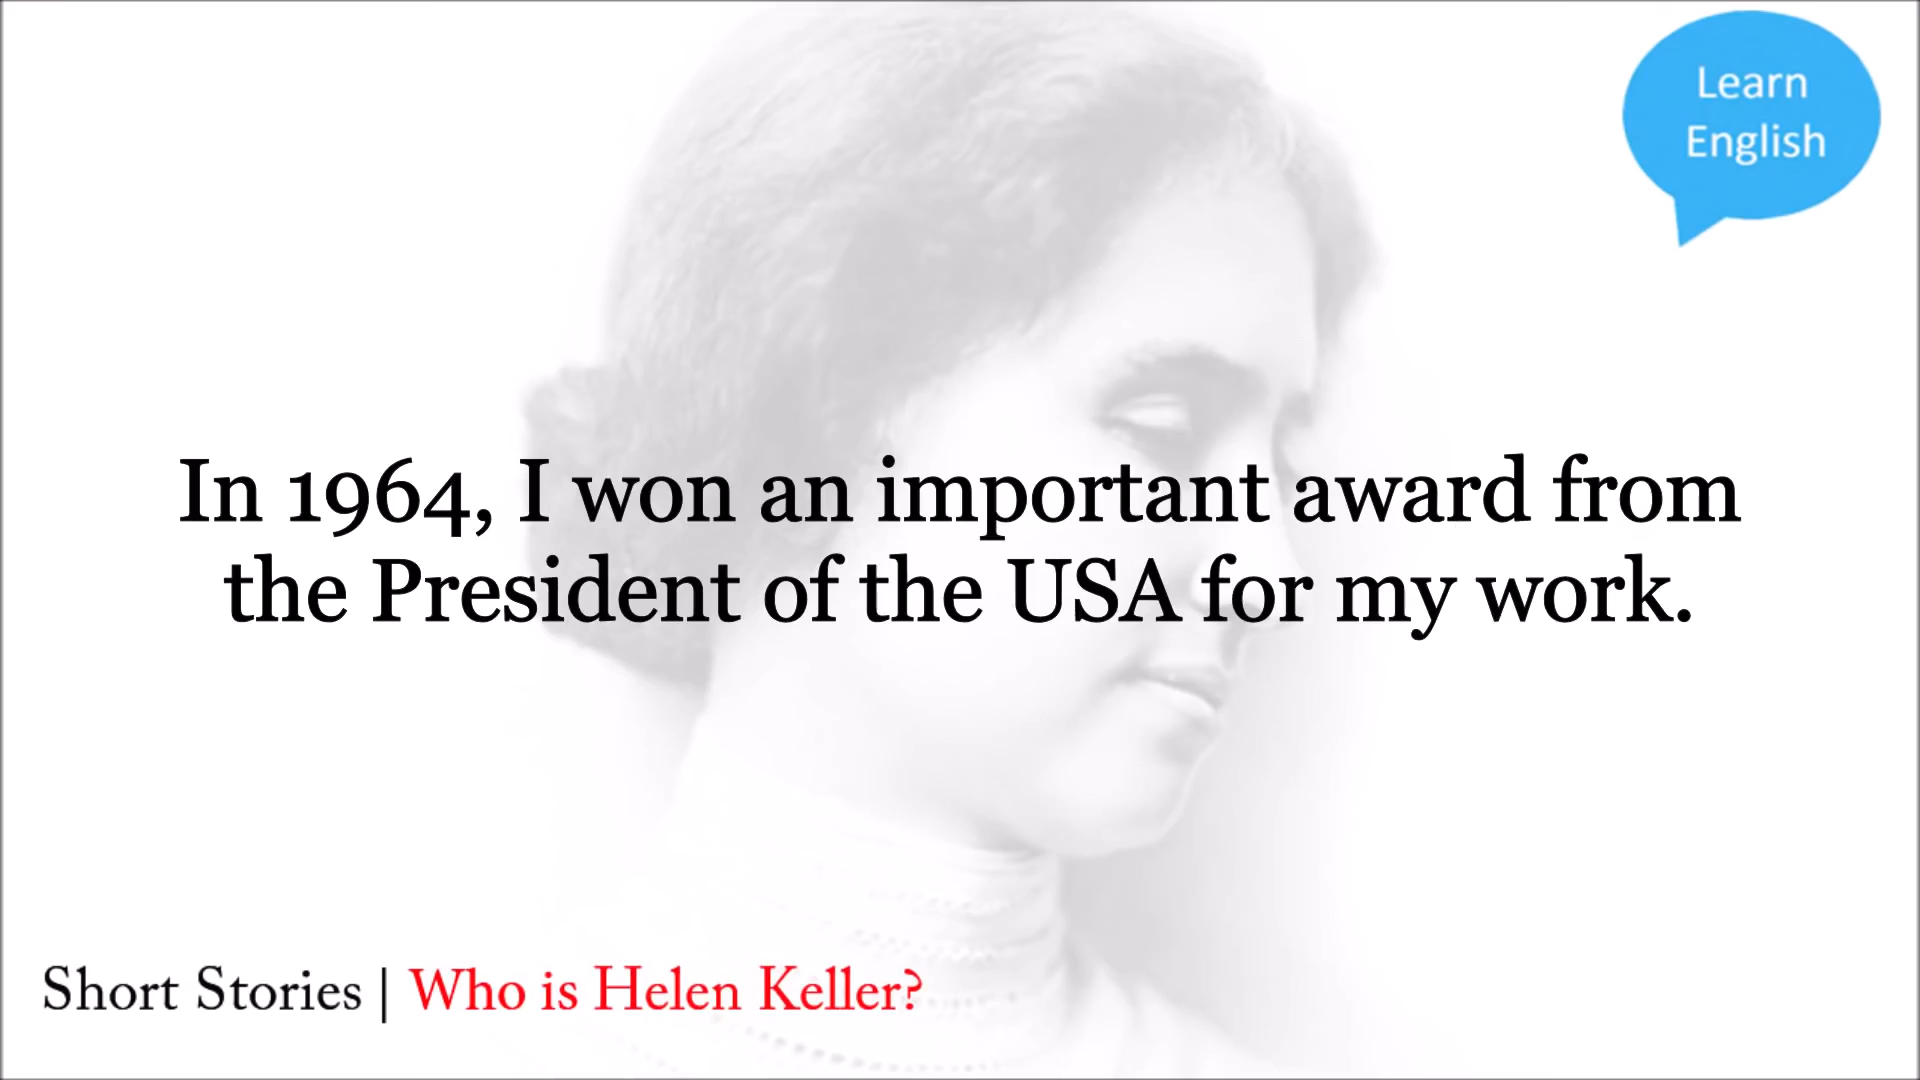 Learn
English
In 1964, I won an important award from
the President of the USA for my work.
Short Stories | Who is Helen Keller?